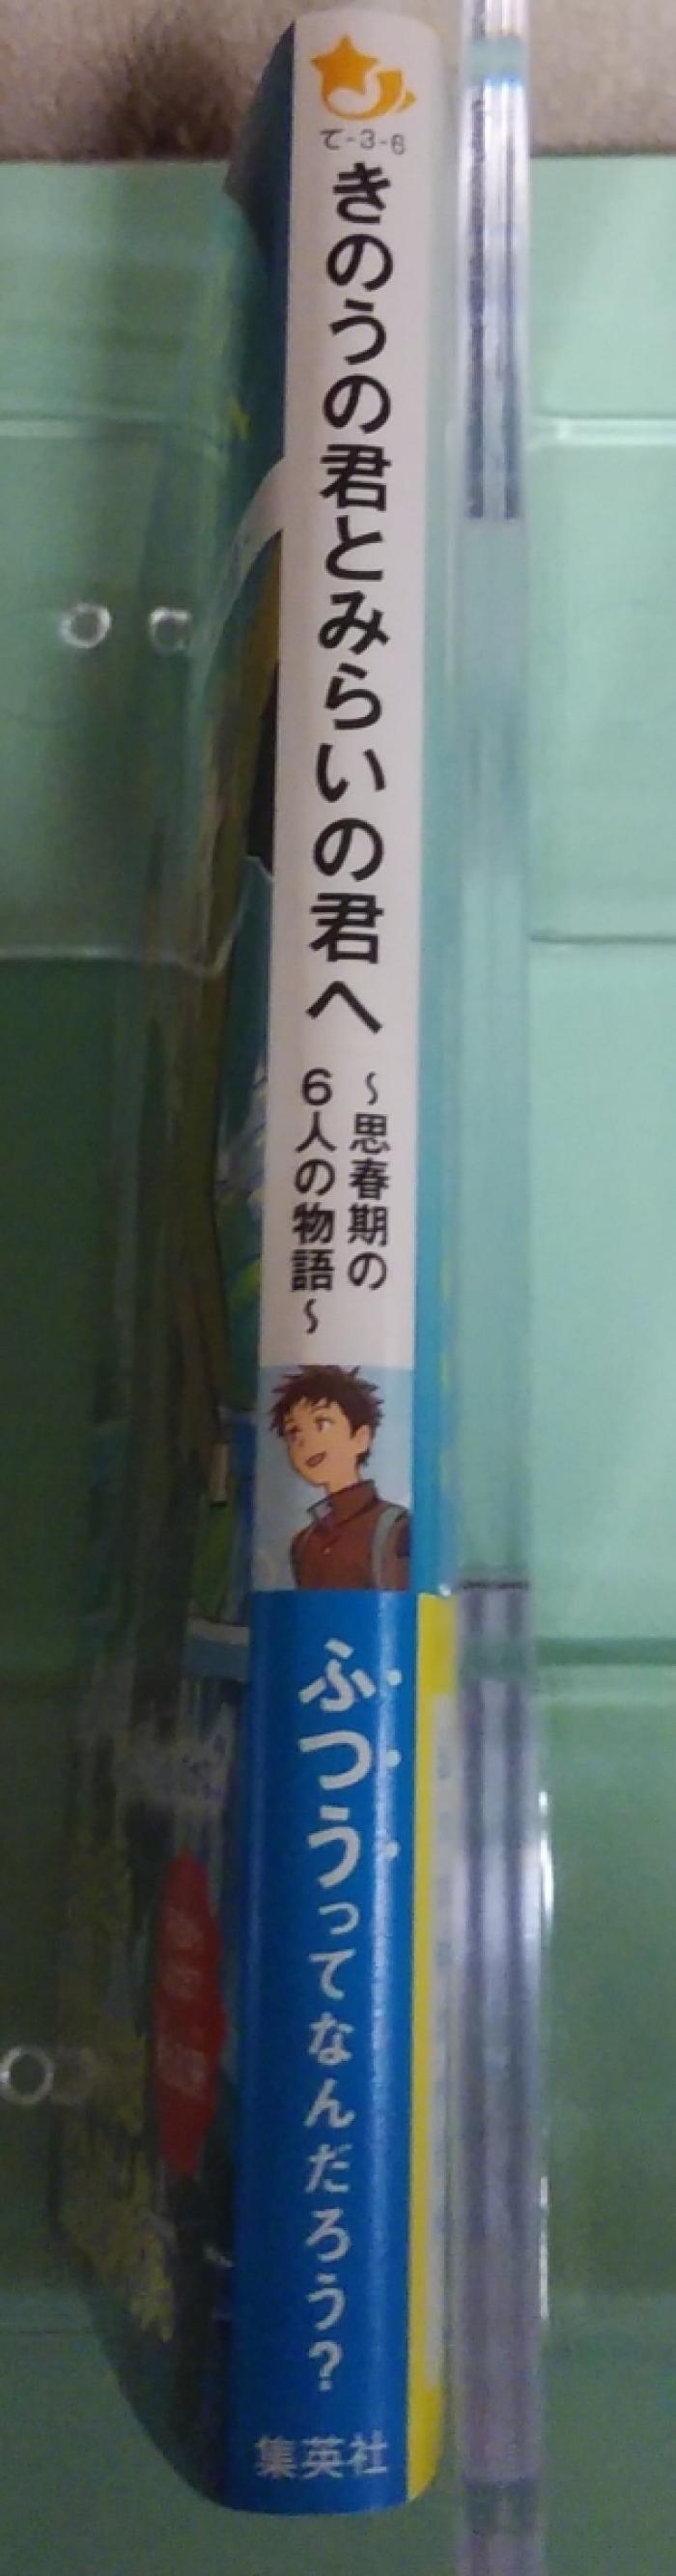 て-3-6
きのうの君とみらいの君へ
～思春期の
6人の物語～
ふつうってなんだろう?
集英社